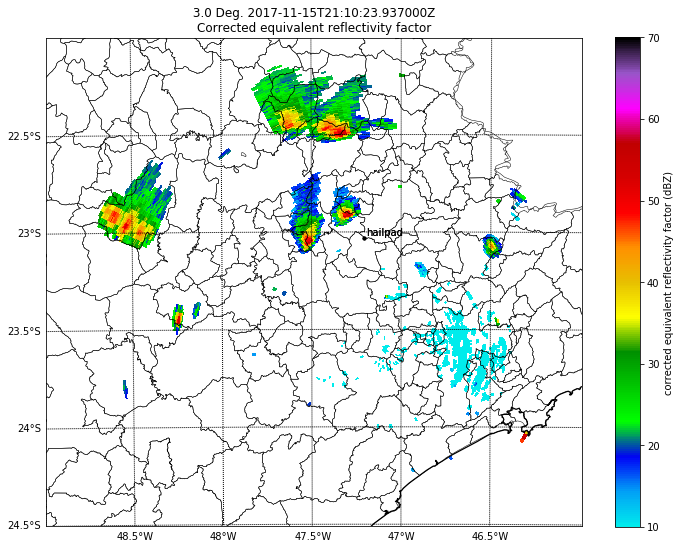 3.0 Deg. 2017-11-15T21:10:23.937000Z
Corrected equivalent reflectivity factor
22.5°S
23°S
23.5°S
24°S
24.5°S
48.5°W
48°W
47.5°W
47°W
46.5°W
hailpad
70
60
50
40
30
20
10
corrected equivalent reflectivity factor (dBZ)